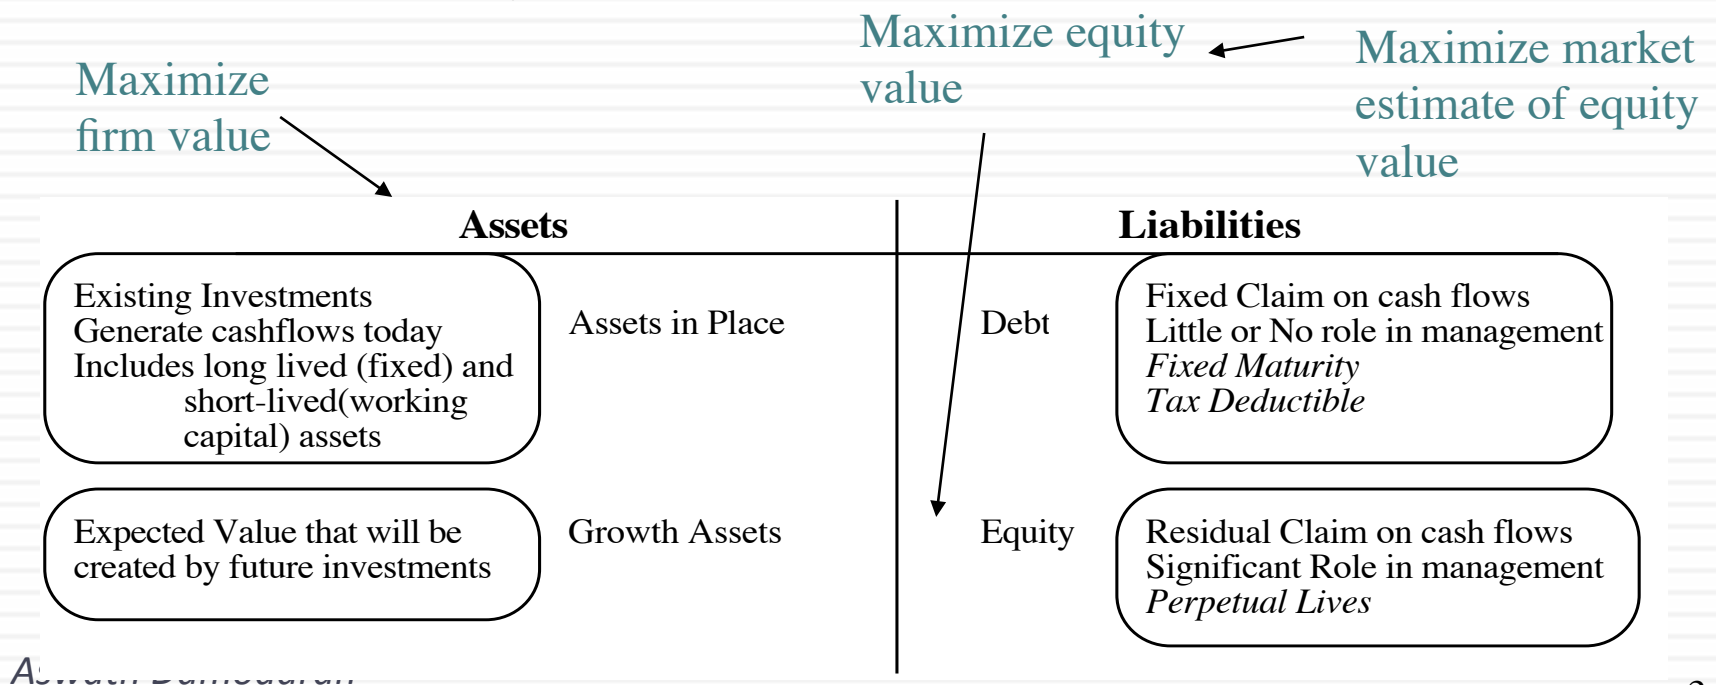 Maximize
firm value
Maximize equity
value
Maximize market
estimate of equity
value
Assets
Existing Investments
Generate cashflows today
Includes long lived (fixed) and
short-lived(working
capital) assets
Assets in Place
Expected Value that will be
created by future investments
Growth Assets
Liabilities
Debt
Fixed Claim on cash flows
Little or No role in management
Fixed Maturity
Tax Deductible
Equity
Residual Claim on cash flows
Significant Role in management
Perpetual Lives
Aswath Damodaran